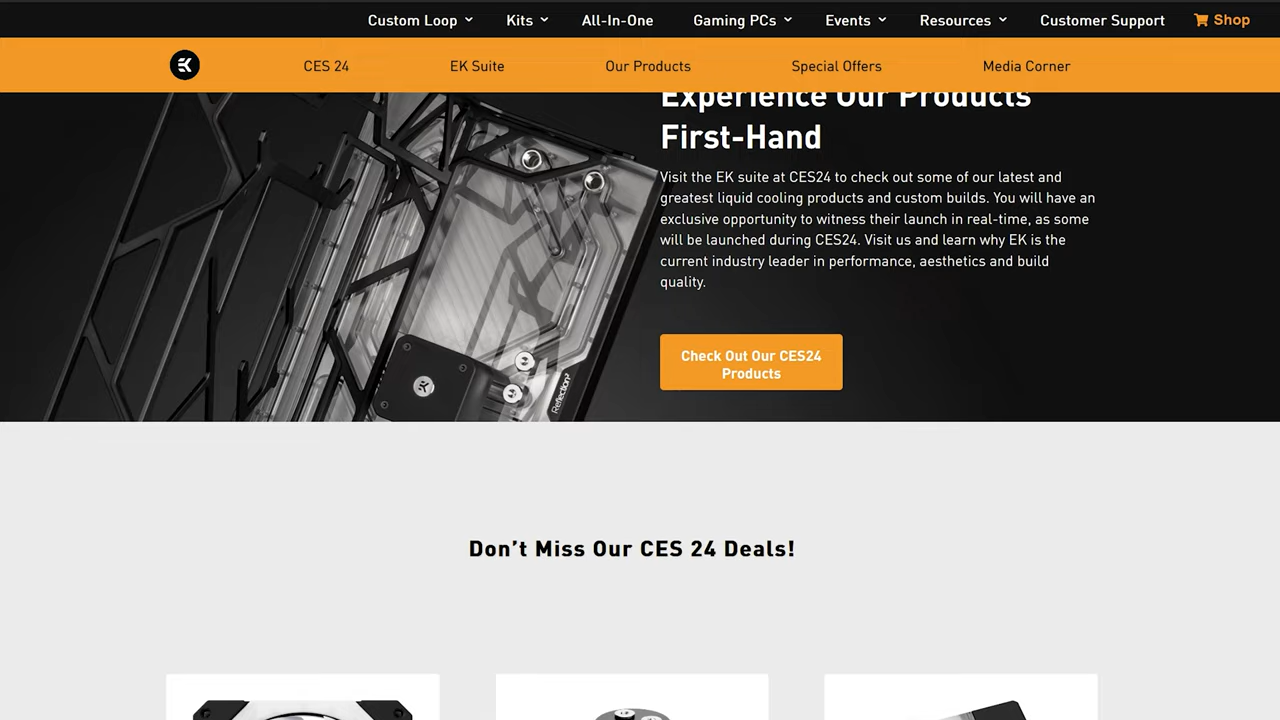 Custom Loop
Kits
All-In-One
Gaming PCs
Events
Resources
Customer Support
Shop
CES 24
EK Suite
Our Products
Special Offers
Media Corner
Experience Our Products
First-Hand
Visit the EK suite at CES24 to check out some of our latest and
greatest liquid cooling products and custom builds. You will have an
exclusive opportunity to witness their launch in real-time, as some
will be launched during CES24. Visit us and learn why EK is the
current industry leader in performance, aesthetics and build
quality.
Check Out Our CES24
Products
Reflection²
Don’t Miss Our CES 24 Deals!